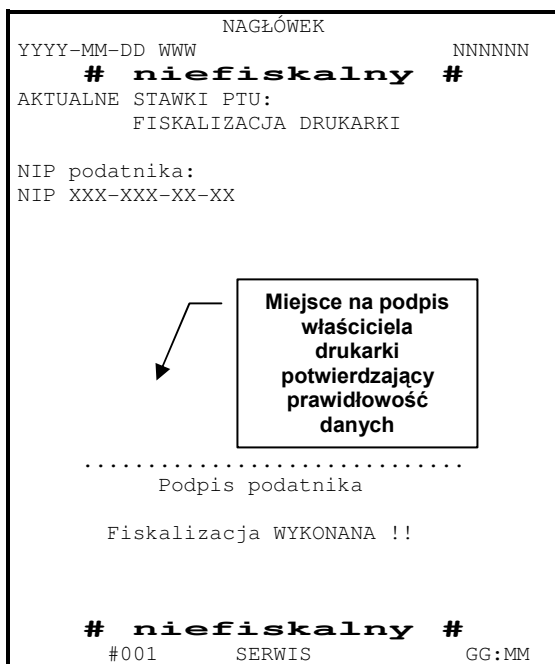 NAGŁÓWEK
YYYY-MM-DD WWW NNNNNN
# niefiskalny #
AKTUALNE STAWKI PTU:
FISKALIZACJA DRUKARKI
NIP podatnika:
NIP XXX-XXX-XX-XX
Miejsce na podpis
właściciela
drukarki
potwierdzający
prawidłowość
danych
..............................
Podpis podatnika
Fiskalizacja WYKONANA !!
# niefiskalny #
#001 SERWIS GG:MM